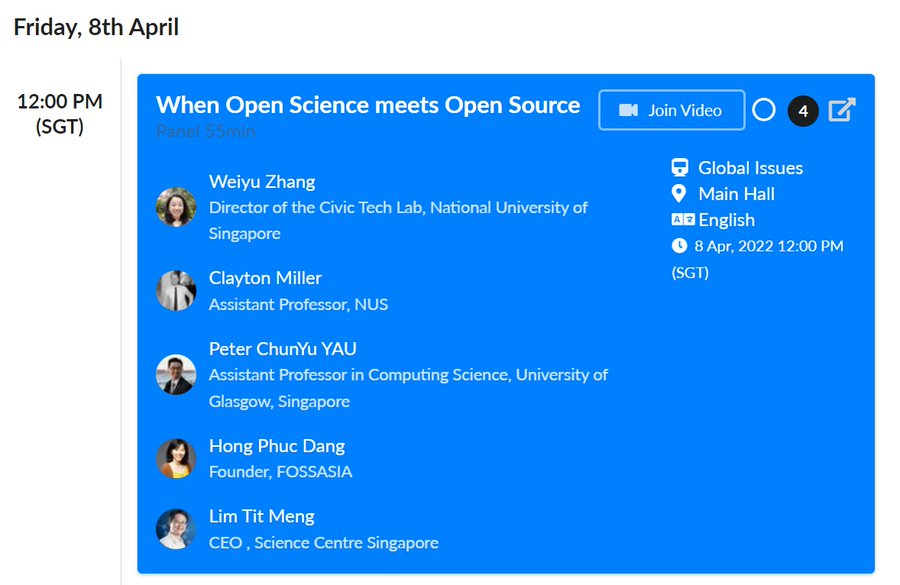 Friday, 8th April
12:00 PM
(SGT)
When Open Science meets Open Source
Join Video
4
Panel 55min
Weiyu Zhang
Director of the Civic Tech Lab, National University of
Singapore
Clayton Miller
Assistant Professor, NUS
Peter ChunYu YAU
Assistant Professor in Computing Science, University of
Glasgow, Singapore
Hong Phuc Dang
Founder, FOSSASIA
Lim Tit Meng
CEO , Science Centre Singapore
Global Issues
Main Hall
English
8 Apr, 2022 12:00 PM
(SGT)